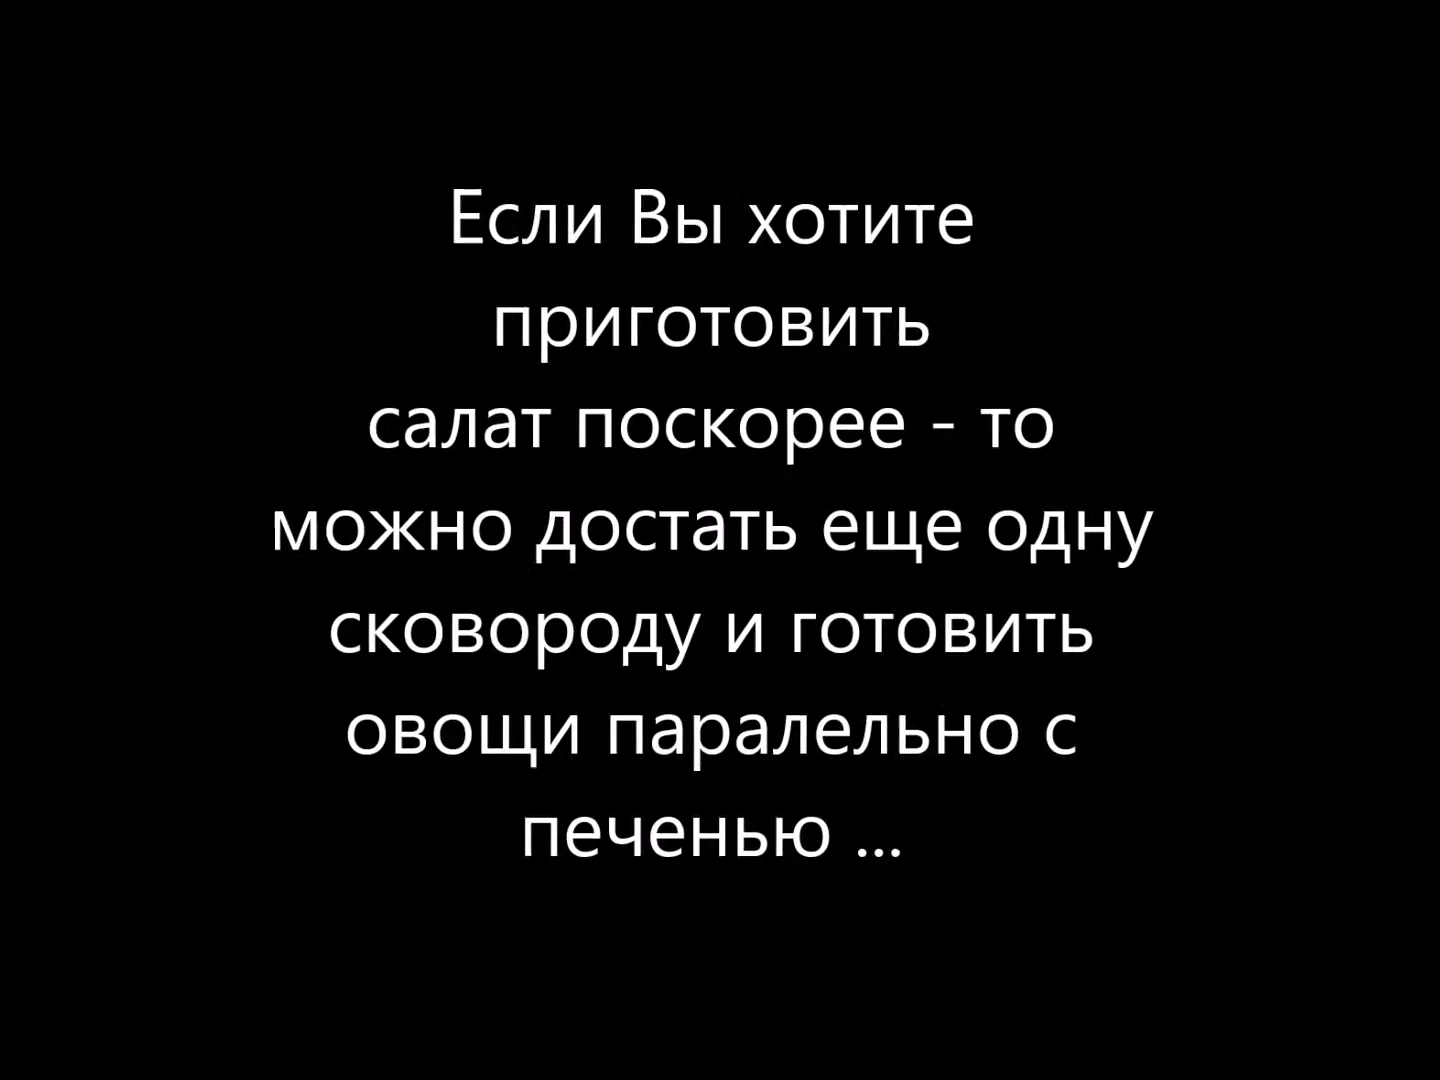 Если Вы хотите
приготовить
салат поскорее - то
можно достать еще одну
сковороду и готовить
овощи паралельно с
печенью ...